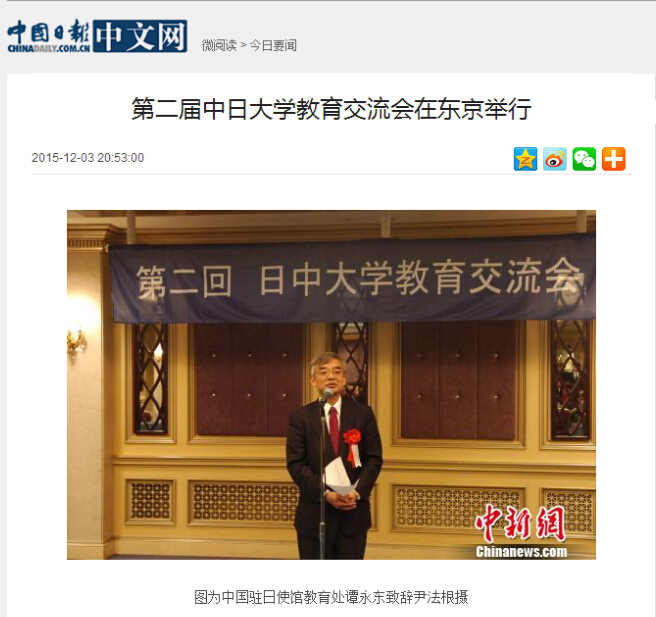 中國日報 中文网
CHINADAILY.COM.CN
微阅读 > 今日要闻
第二届中日大学教育交流会在东京举行
2015-12-03 20:53:00
第二回 日中大学教育交流会
中新網
Chinanews.com
图为中国驻日使馆教育处谭永东致辞尹法根摄